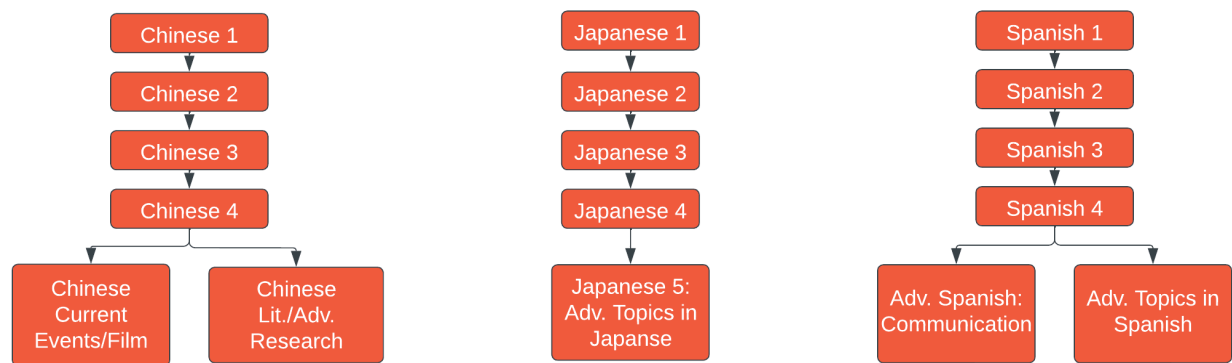 Chinese 1
Chinese 2
Chinese 3
Chinese 4
Chinese
Current
Events/Film
Chinese
Lit./Adv.
Research
Japanese 1
Japanese 2
Japanese 3
Japanese 4
Japanese 5:
Adv. Topics in
Japanse
Spanish 1
Spanish 2
Spanish 3
Spanish 4
Adv. Spanish:
Communication
Adv. Topics in
Spanish